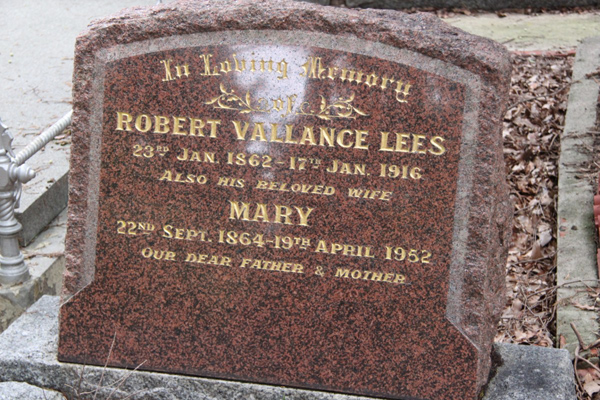 In Loving Memory
of
ROBERT VALLANCE LEES
23RD JAN. 1862 - 17TH JAN. 1916
ALSO HIS BELOVED WIFE
MARY
22ND SEPT. 1864 - 19TH APRIL 1952
OUR DEAR FATHER & MOTHER